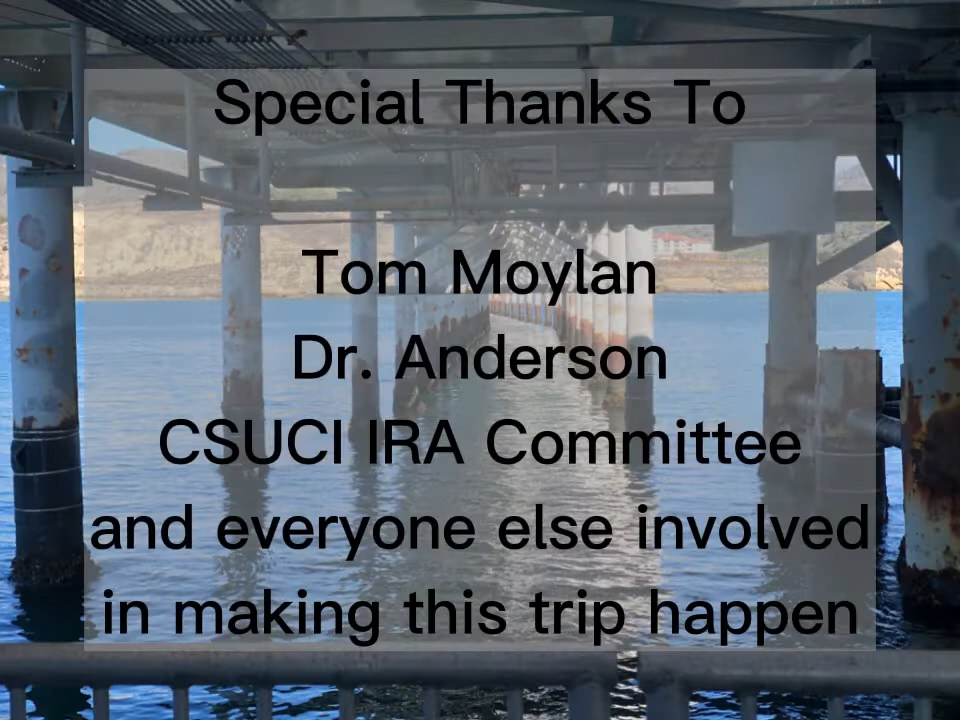 Special Thanks To
Tom Moylan
Dr. Anderson
CSUCI IRA Committee
and everyone else involved
in making this trip happen